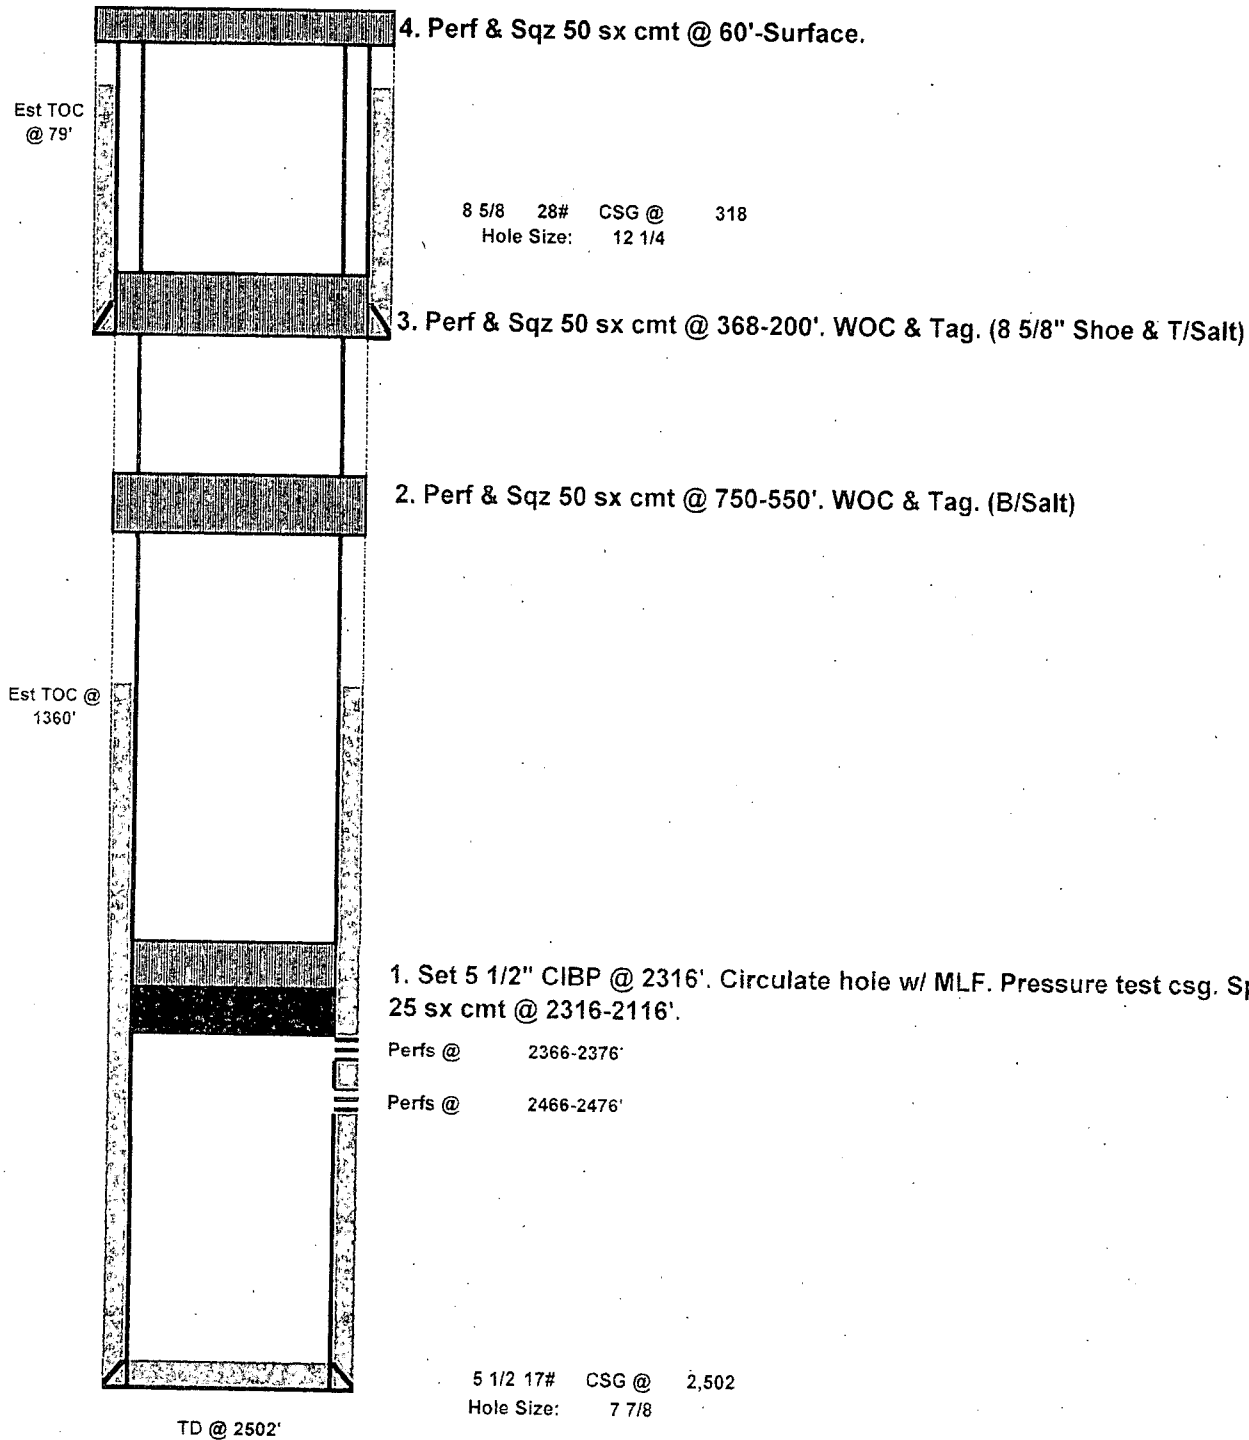 4. Perf & Sqz 50 sx cmt @ 60'-Surface.
Est TOC
@ 79'
8 5/8 28# CSG @ 318
Hole Size: 12 1/4
3. Perf & Sqz 50 sx cmt @ 368-200'. WOC & Tag. (8 5/8" Shoe & T/Salt)
2. Perf & Sqz 50 sx cmt @ 750-550'. WOC & Tag. (B/Salt)
Est TOC @
1360'
1. Set 5 1/2" CIBP @ 2316'. Circulate hole w/ MLF. Pressure test csg.
25 sx cmt @ 2316-2116'.
Perfs @ 2366-2376'
Perfs @ 2466-2476'
5 1/2 17# CSG @ 2,502
Hole Size: 7 7/8
TD @ 2502'